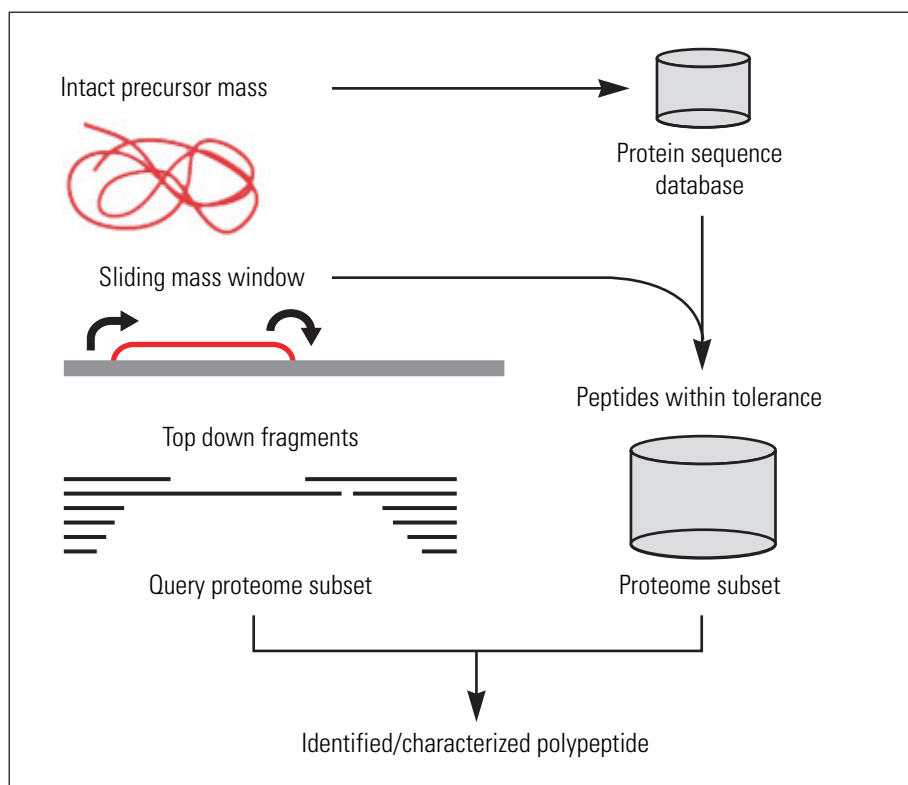 Intact precursor mass
Protein sequence
database
Sliding mass window
Peptides within tolerance
Top down fragments
Query proteome subset
Proteome subset
Identified/characterized polypeptide